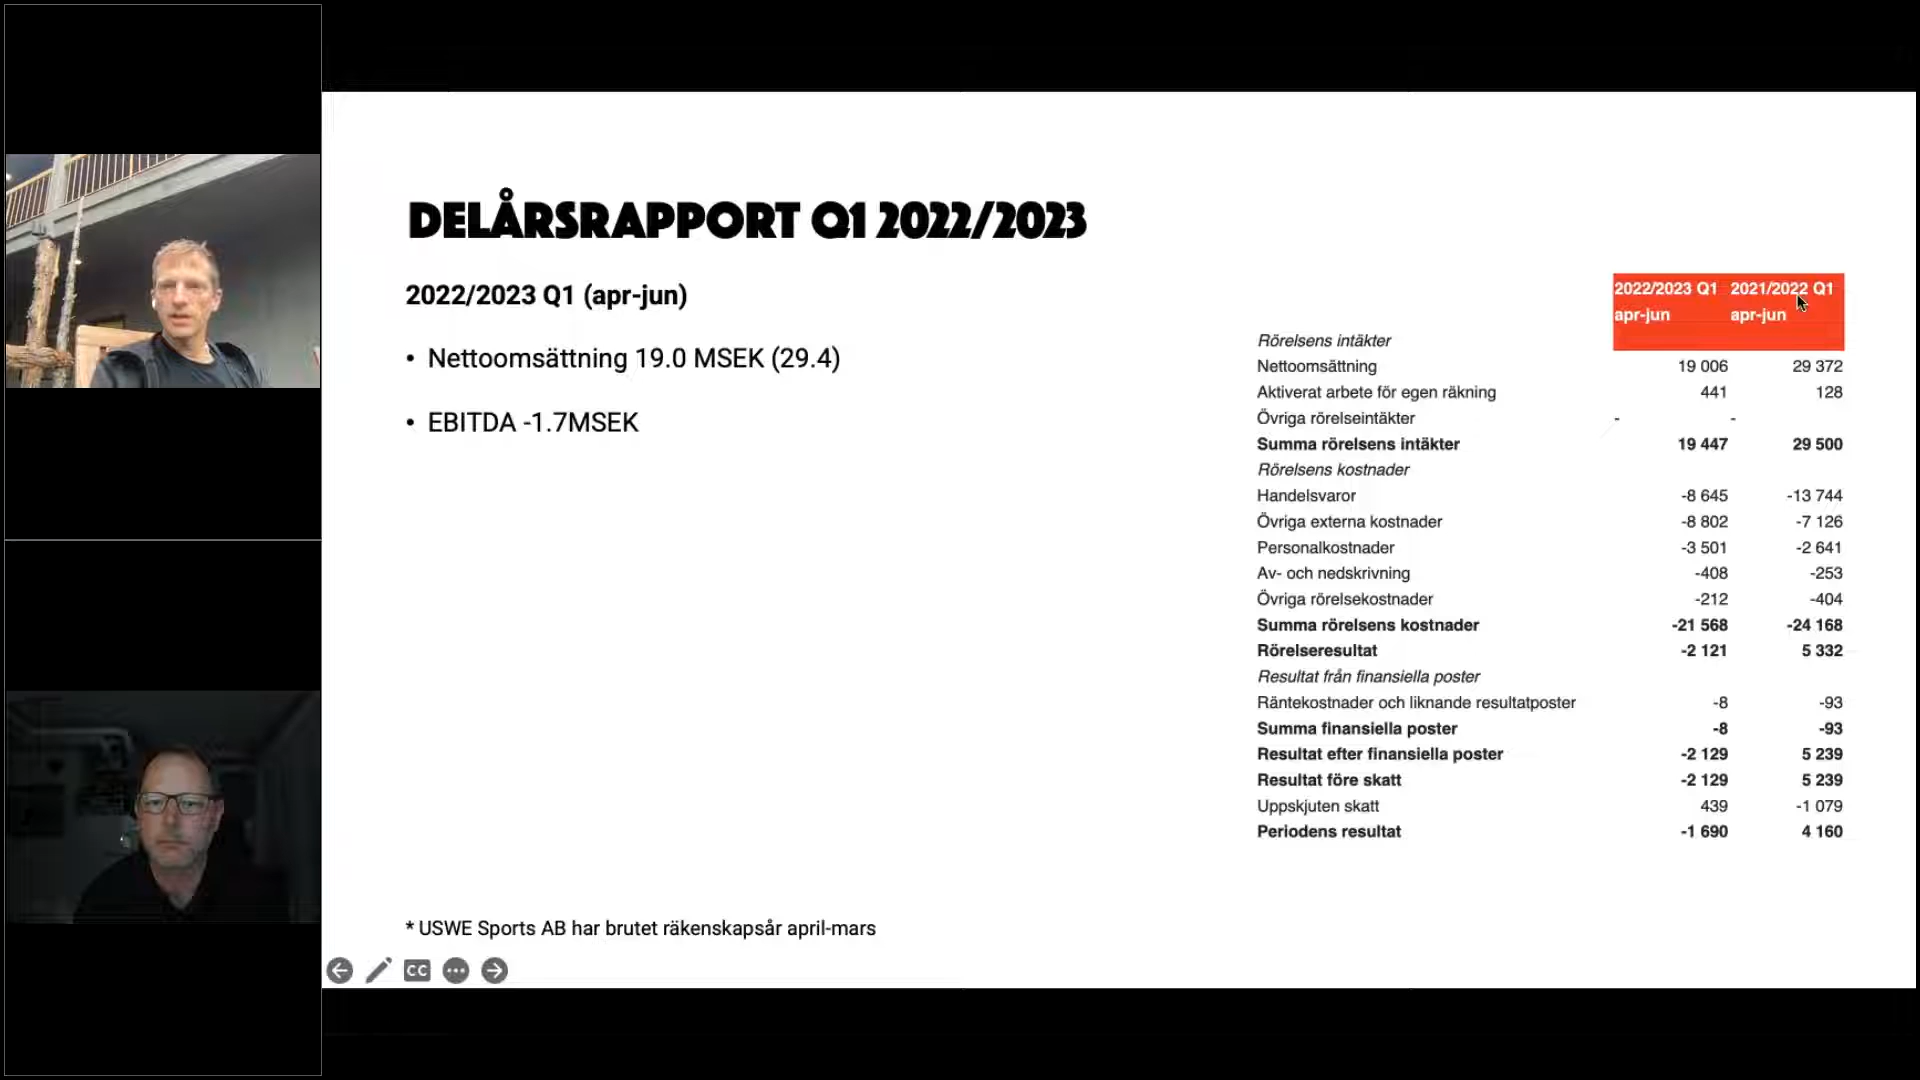 DELÅRSRAPPORT Q1 2022/2023
2022/2023 Q1 (apr-jun)
• Nettoomsättning 19.0 MSEK (29.4)
• EBITDA -1.7MSEK
2022/2023 Q1 2021/2022 Q1
apr-jun apr-jun
Rörelsens intäkter
Nettoomsättning 19 006 29 372
Aktiverat arbete för egen räkning 441 128
Övriga rörelseintäkter - -
Summa rörelsens intäkter 19 447 29 500
Rörelsens kostnader
Handelsvaror -8 645 -13 744
Övriga externa kostnader -8 802 -7 126
Personalkostnader -3 501 -2 641
Av- och nedskrivning -408 -253
Övriga rörelsekostnader -212 -404
Summa rörelsens kostnader -21 568 -24 168
Rörelseresultat -2 121 5 332
Resultat från finansiella poster
Räntekostnader och liknande resultatposter -8 -93
Summa finansiella poster -8 -93
Resultat efter finansiella poster -2 129 5 239
Resultat före skatt -2 129 5 239
Uppskjuten skatt 439 -1 079
Periodens resultat -1 690 4 160
* USWE Sports AB har brutet räkenskapsår april-mars
CC